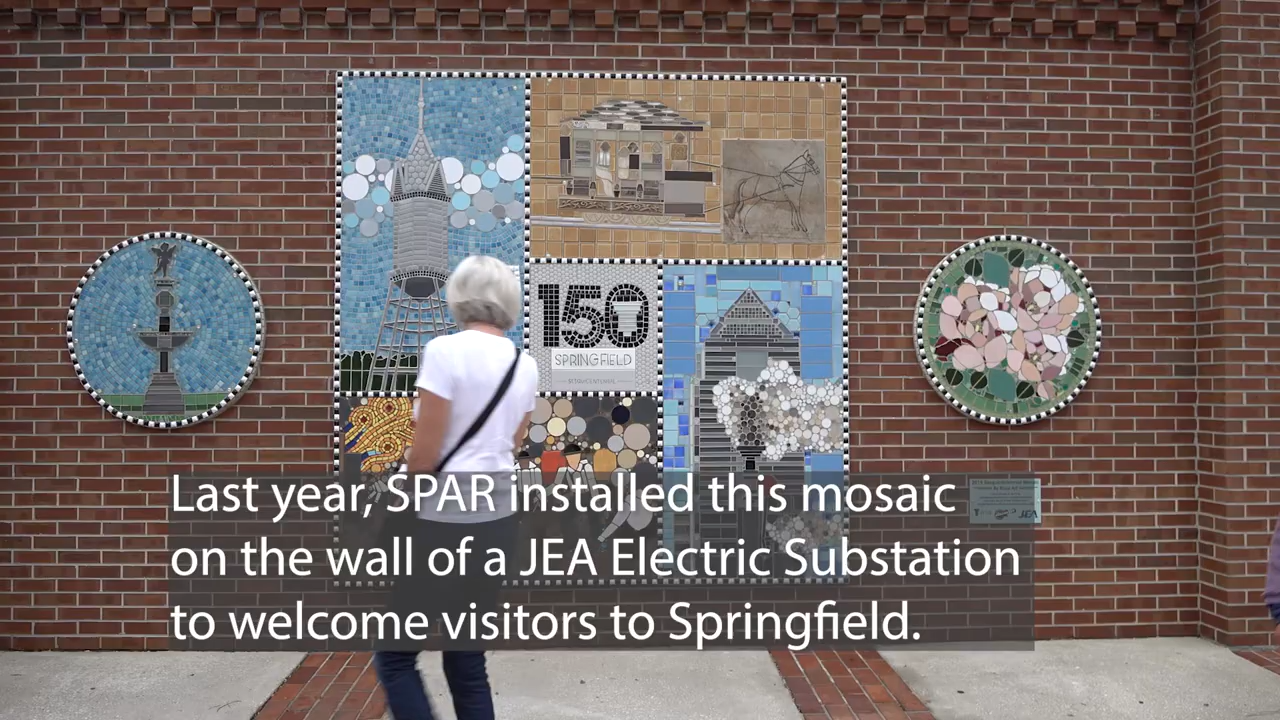 150
SPRINGFIELD
Last year, SPAR installed this mosaic
on the wall of a JEA Electric Substation
to welcome visitors to Springfield.
JEA